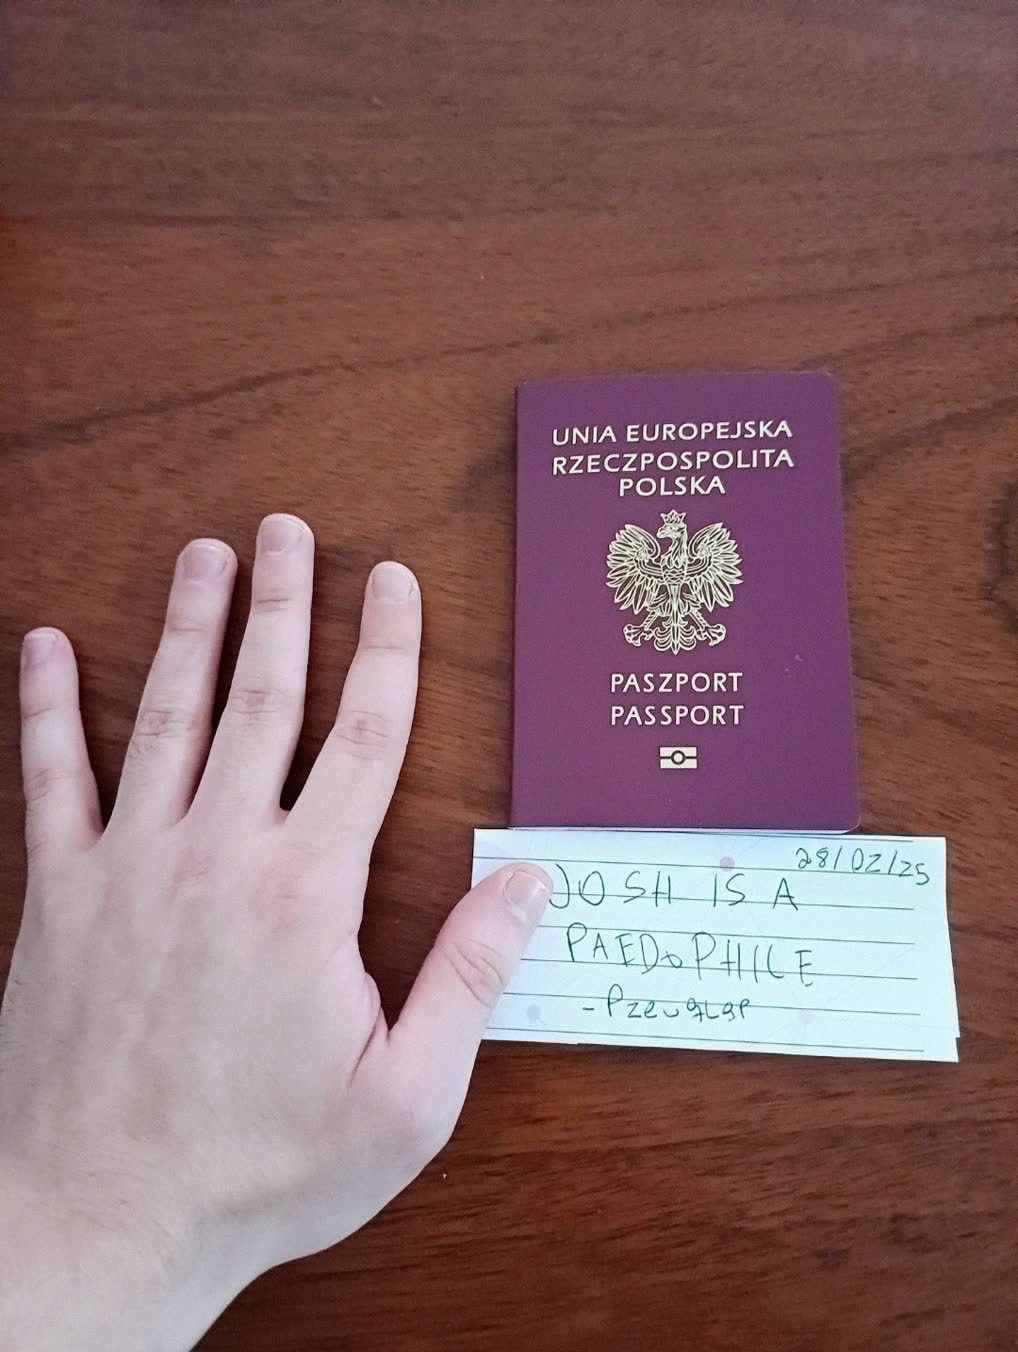 UNIA EUROPEJSKA
RZECZPOSPOLITA
POLSKA
PASZPORT
PASSPORT
28/02/25
JOSH IS A
PAEDOPHILE